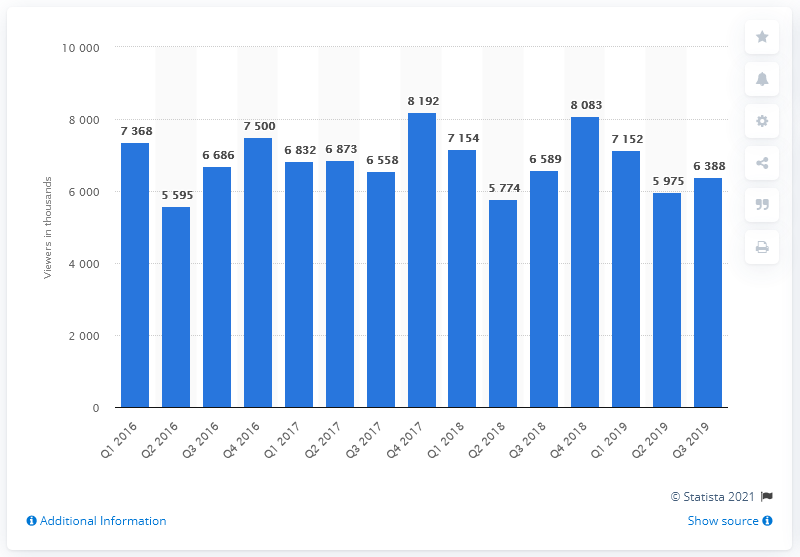 10 000
8 000
6 000
4 000
2 000
0
Viewers in thousands
7 368
5 595
6 686
7 500
6 832
6 873
6 558
8 192
7 154
5 774
6 589
8 083
7 152
5 975
6 388
Q1 2016
Q2 2016
Q3 2016
Q4 2016
Q1 2017
Q2 2017
Q3 2017
Q4 2017
Q1 2018
Q2 2018
Q3 2018
Q4 2018
Q1 2019
Q2 2019
Q3 2019
© Statista 2021
Additional Information
Show source